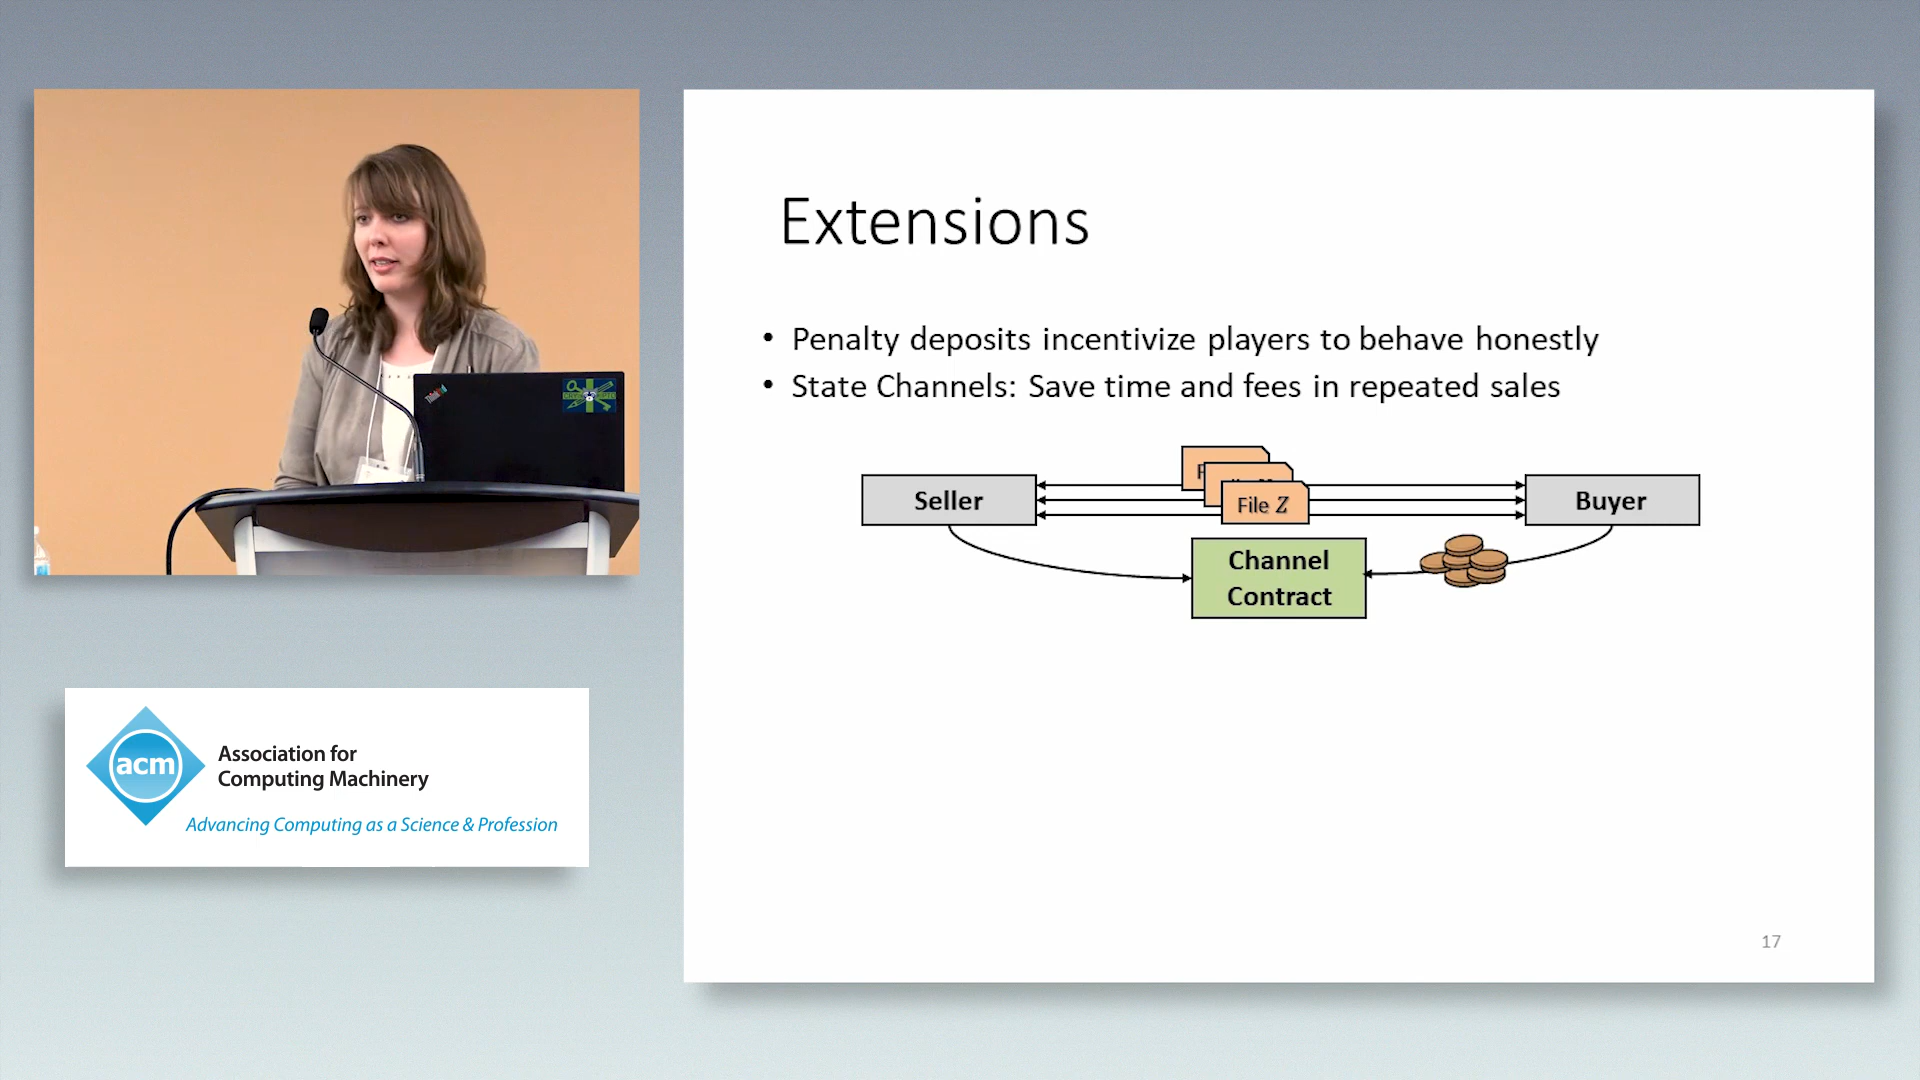 Extensions
• Penalty deposits incentivize players to behave honestly
• State Channels: Save time and fees in repeated sales
Seller
File Z
Buyer
Channel
Contract
17
acm
Association for
Computing Machinery
Advancing Computing as a Science & Profession